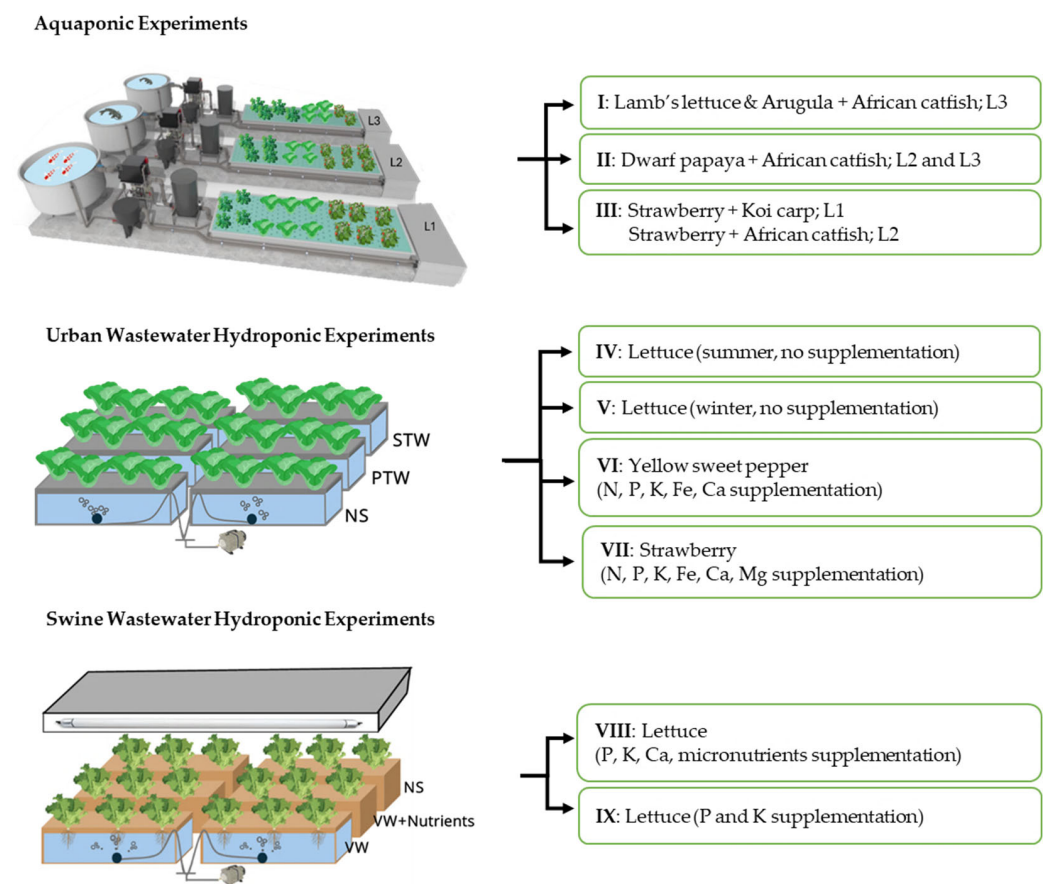 Aquaponic Experiments
L3
L2
L1
I: Lamb's lettuce & Arugula + African catfish; L3
II: Dwarf papaya + African catfish; L2 and L3
III: Strawberry + Koi carp; L1
Strawberry + African catfish; L2
Urban Wastewater Hydroponic Experiments
STW
PTW
NS
IV: Lettuce (summer, no supplementation)
V: Lettuce (winter, no supplementation)
VI: Yellow sweet pepper
(N, P, K, Fe, Ca supplementation)
VII: Strawberry
(N, P, K, Fe, Ca, Mg supplementation)
Swine Wastewater Hydroponic Experiments
NS
VW+Nutrients
VW
VIII: Lettuce
(P, K, Ca, micronutrients supplementation)
IX: Lettuce (P and K supplementation)